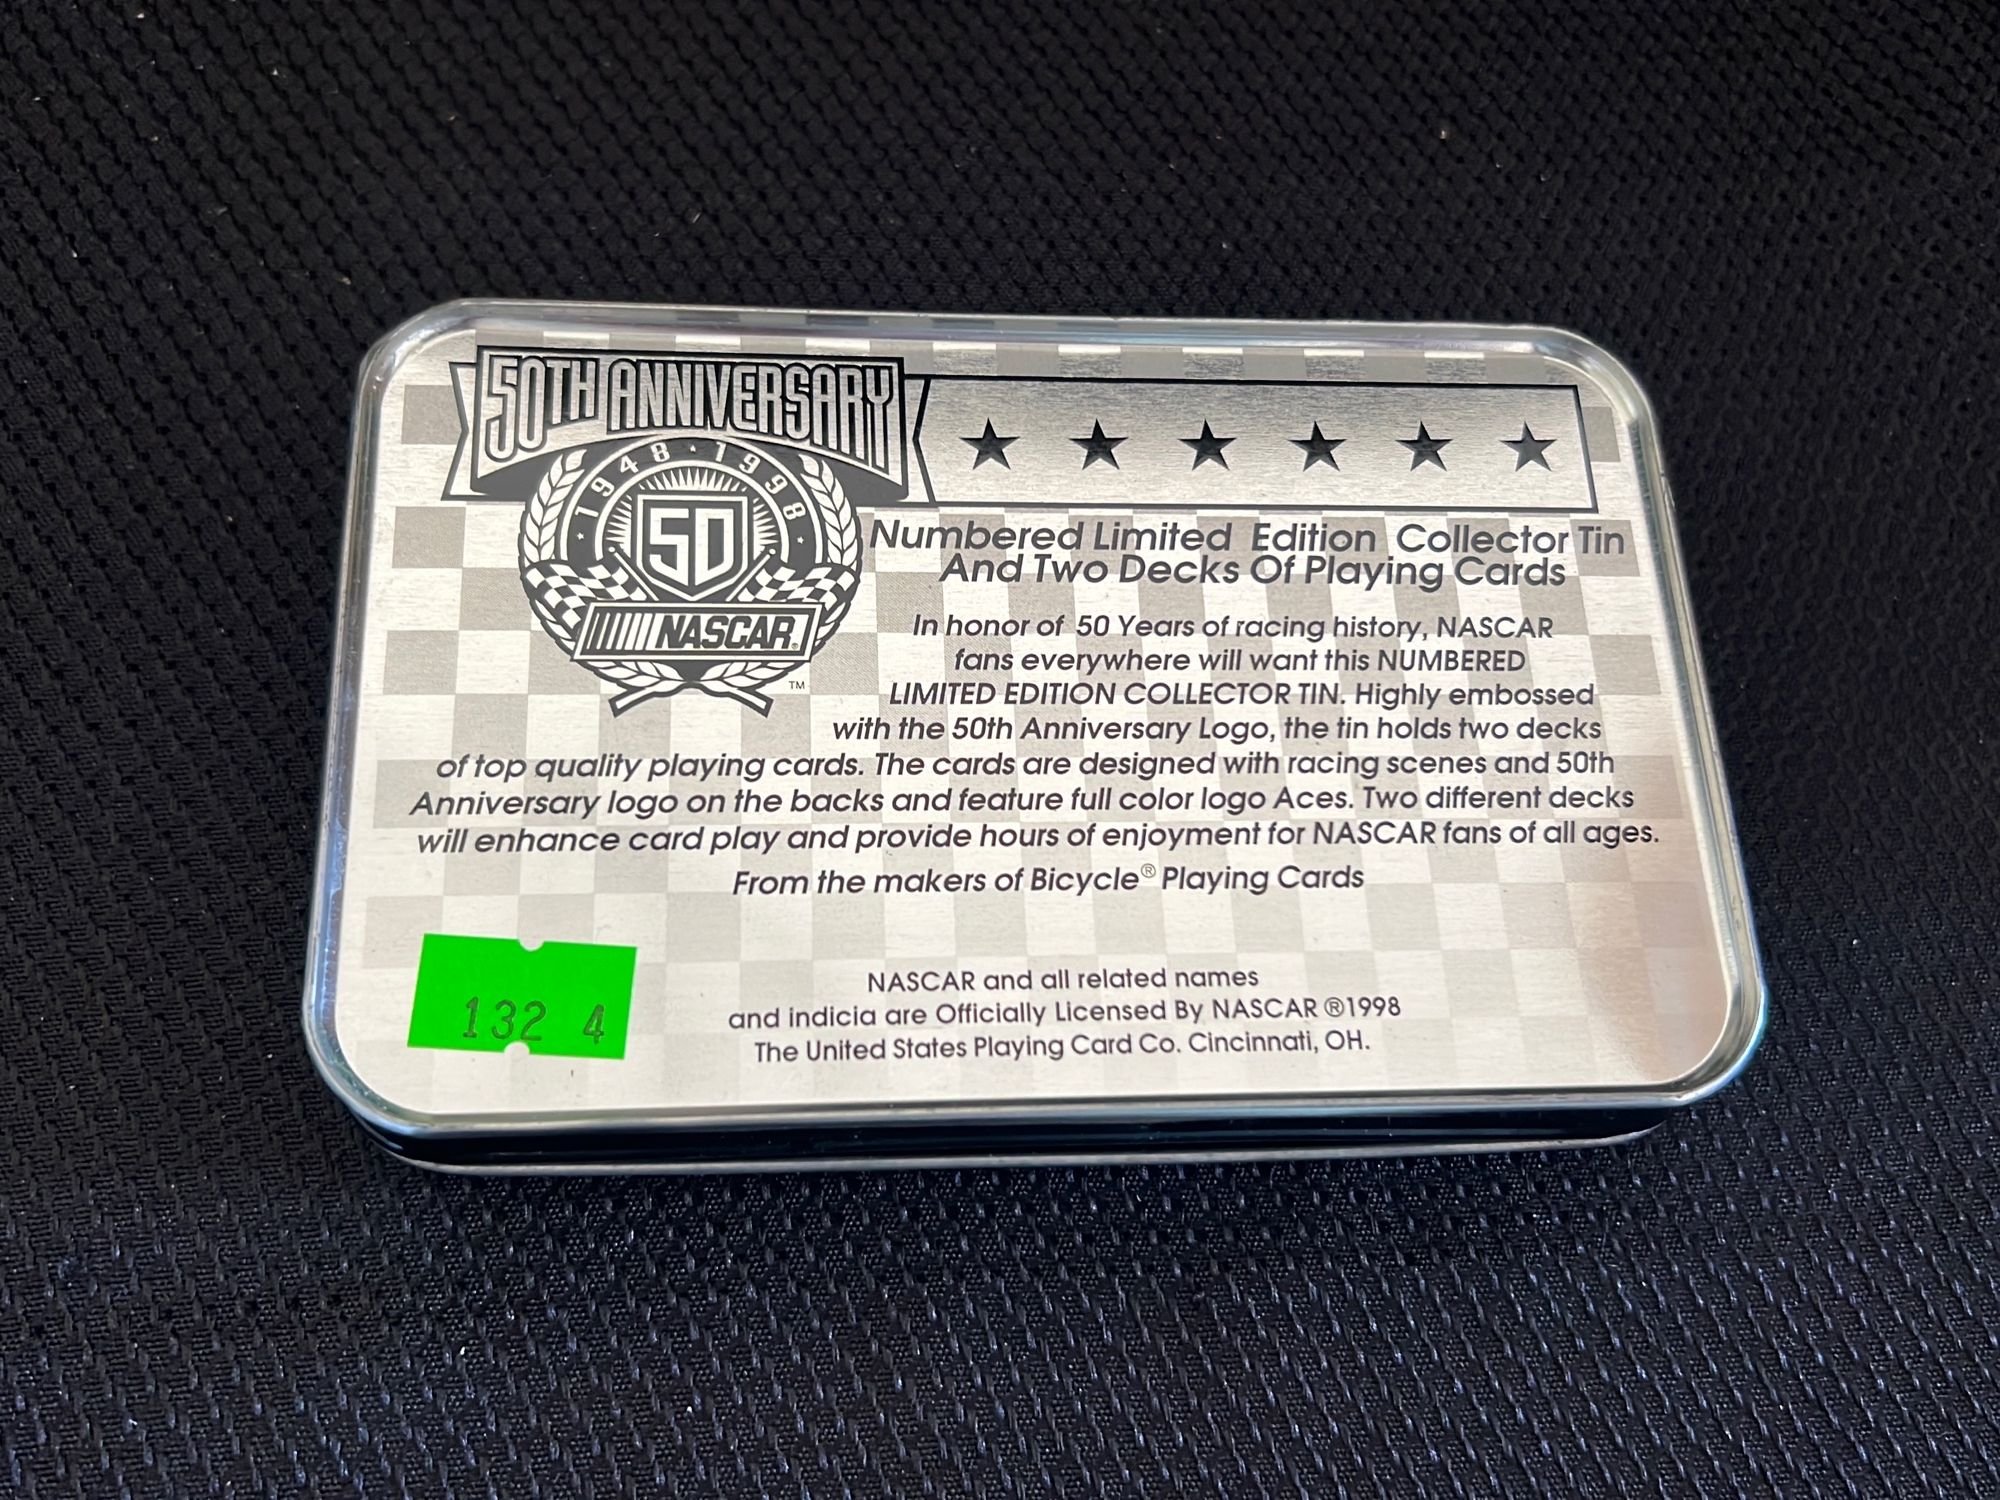 50TH ANNIVERSARY
1948 · 1998
50
NASCAR®
TM
Numbered Limited Edition Collector Tin
And Two Decks Of Playing Cards
In honor of 50 Years of racing history, NASCAR
fans everywhere will want this NUMBERED
LIMITED EDITION COLLECTOR TIN. Highly embossed
with the 50th Anniversary Logo, the tin holds two decks
of top quality playing cards. The cards are designed with racing scenes and 50th
Anniversary logo on the backs and feature full color logo Aces. Two different decks
will enhance card play and provide hours of enjoyment for NASCAR fans of all ages.
From the makers of Bicycle® Playing Cards
132 4
NASCAR and all related names
and indicia are Officially Licensed By NASCAR ®1998
The United States Playing Card Co. Cincinnati, OH.